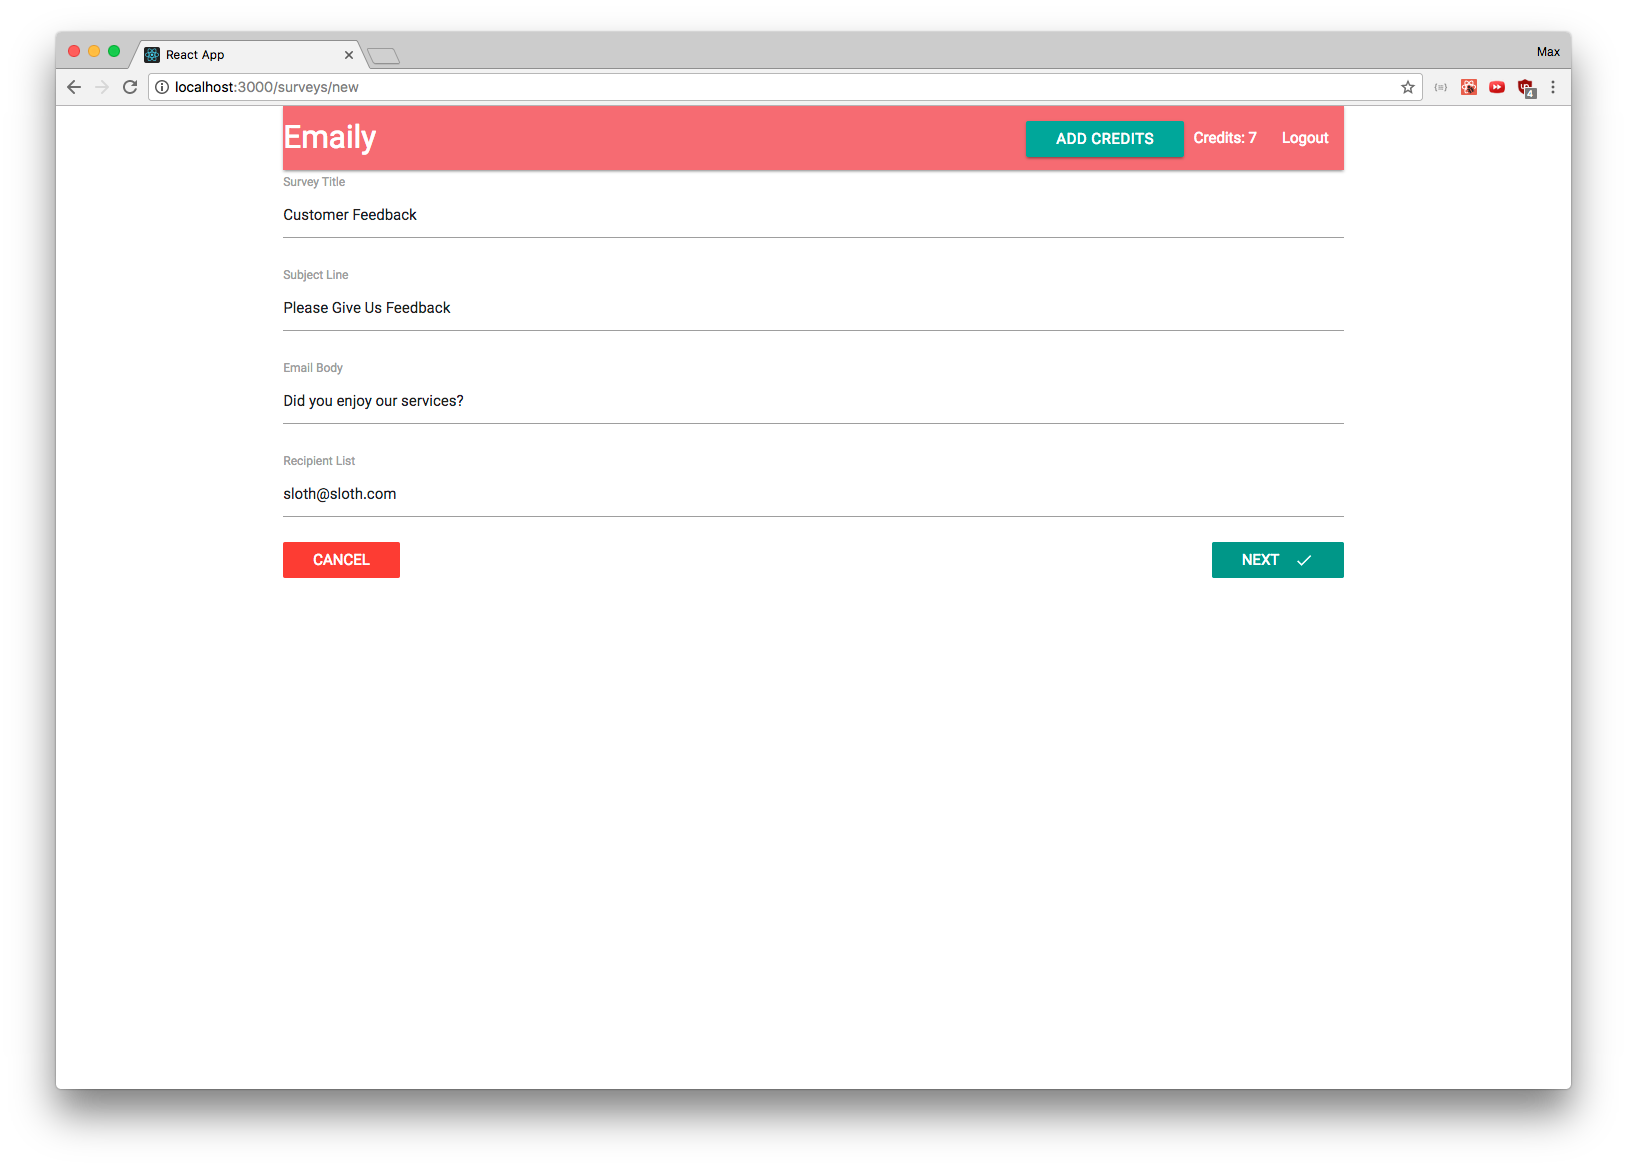 React App
Max
localhost:3000/surveys/new
4
Emaily
ADD CREDITS Credits: 7 Logout
Survey Title
Customer Feedback
Subject Line
Please Give Us Feedback
Email Body
Did you enjoy our services?
Recipient List
sloth@sloth.com
CANCEL NEXT